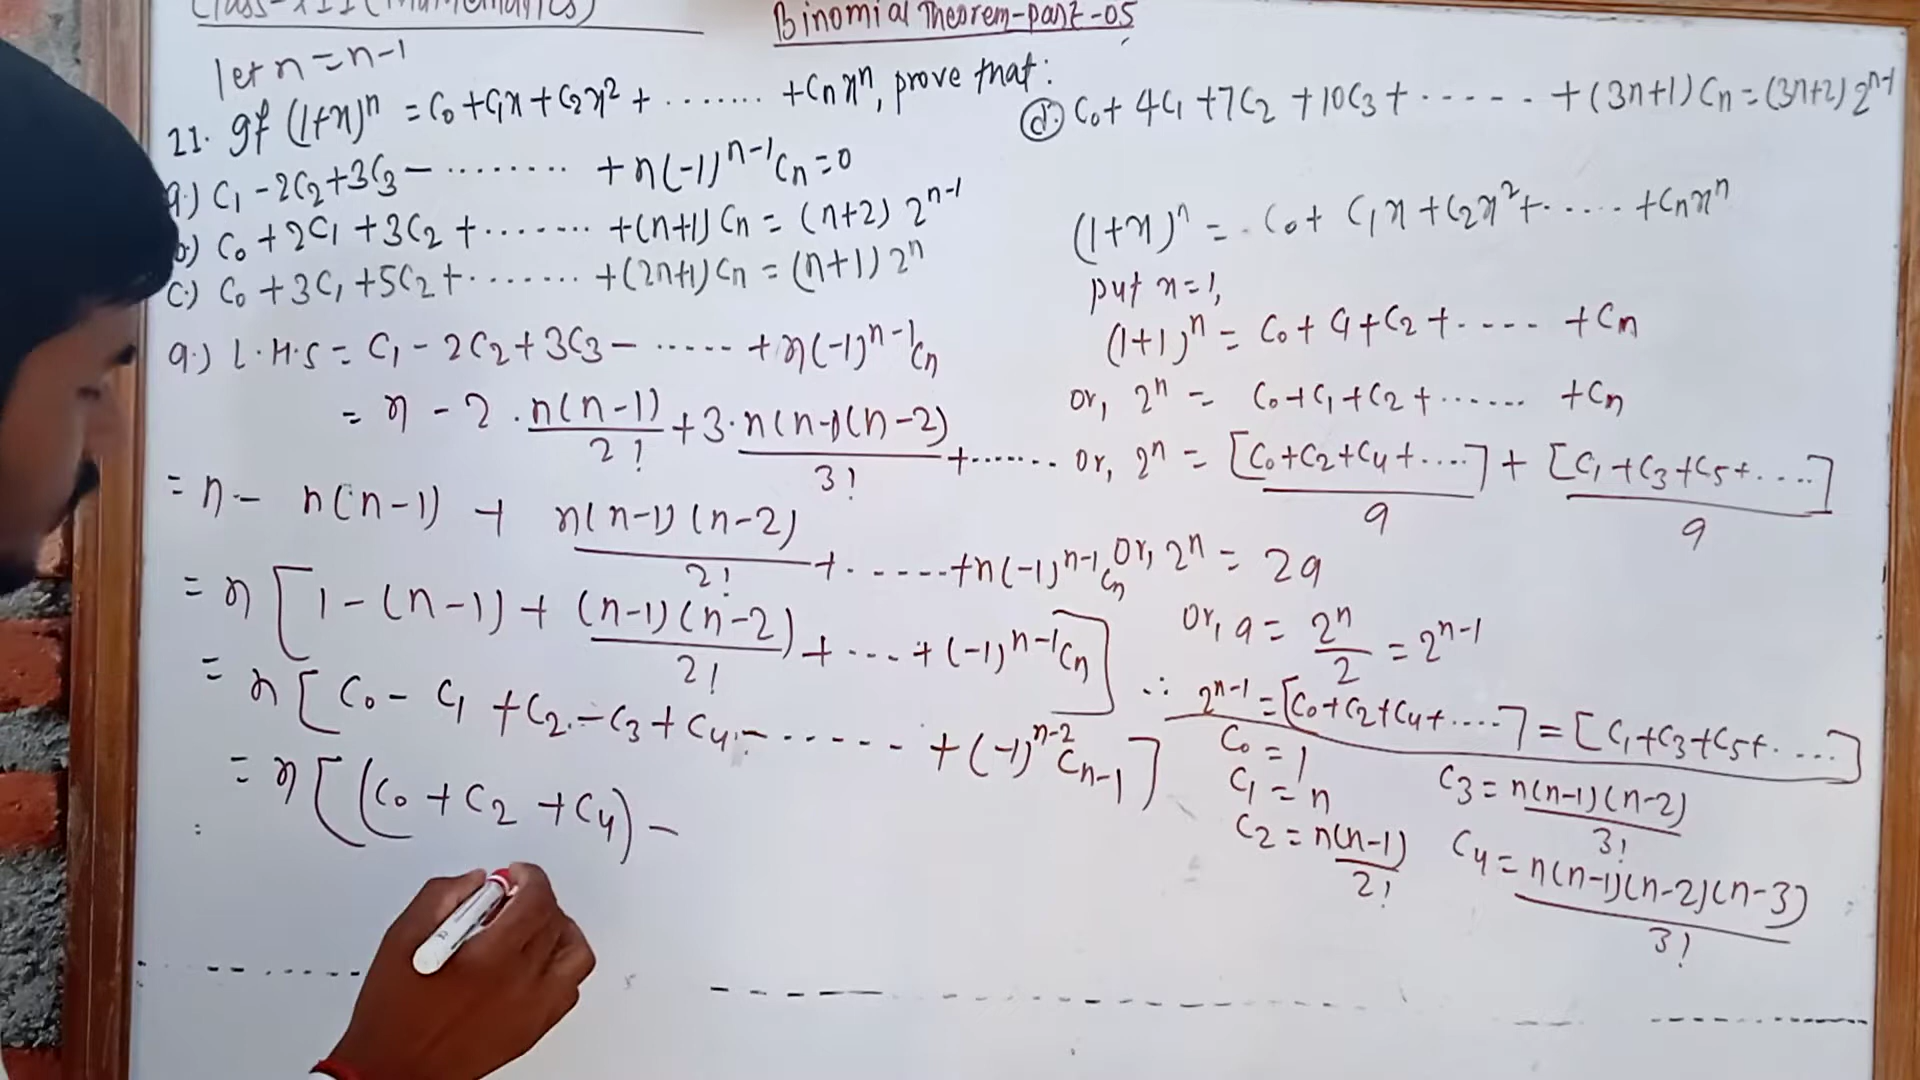 Class-XII (Mathematics)
Binomial Theorem-part-05
let n = n-1
21. If (1+x)^n = C₀ + C₁x + C₂x² + ........ + Cₙxⁿ, prove that:
a.) C₁ - 2C₂ + 3C₃ - ......... + n(-1)^{n-1} Cₙ = 0
b.) C₀ + 2C₁ + 3C₂ + ....... + (n+1) Cₙ = (n+2) 2^{n-1}
c.) C₀ + 3C₁ + 5C₂ + ........ + (2n+1) Cₙ = (n+1) 2ⁿ
a.) L.H.S = C₁ - 2C₂ + 3C₃ - ...... + n(-1)^{n-1} Cₙ
= n - 2 . n(n-1)/2! + 3. n(n-1)(n-2)/3! + .......
= n - n(n-1) + n(n-1)(n-2)/2! + ...... + n(-1)^{n-1} Cₙ
= n [1 - (n-1) + (n-1)(n-2)/2! + .... + (-1)^{n-1} Cₙ]
= n [C₀ - C₁ + C₂ - C₃ + C₄ - ...... + (-1)^{n-2} C_{n-1}]
= n [(C₀ + C₂ + C₄) -
d. C₀ + 4C₁ + 7C₂ + 10C₃ + ...... + (3n+1) Cₙ = (3n+2) 2^{n-1}
(1+x)ⁿ = C₀ + C₁x + C₂x² + ...... + Cₙxⁿ
put x=1,
(1+1)ⁿ = C₀ + C₁ + C₂ + ..... + Cₙ
or, 2ⁿ = C₀ + C₁ + C₂ + ...... + Cₙ
or, 2ⁿ = [C₀+C₂+C₄+....] + [C₁+C₃+C₅+....]
a a
or, 2ⁿ = 2a
or, a = 2ⁿ/2 = 2^{n-1}
∴ 2^{n-1} = [C₀+C₂+C₄+.....] = [C₁+C₃+C₅+....]
C₀ = 1
C₁ = n
C₂ = n(n-1)/2!
C₃ = n(n-1)(n-2)/3!
C₄ = n(n-1)(n-2)(n-3)/3!